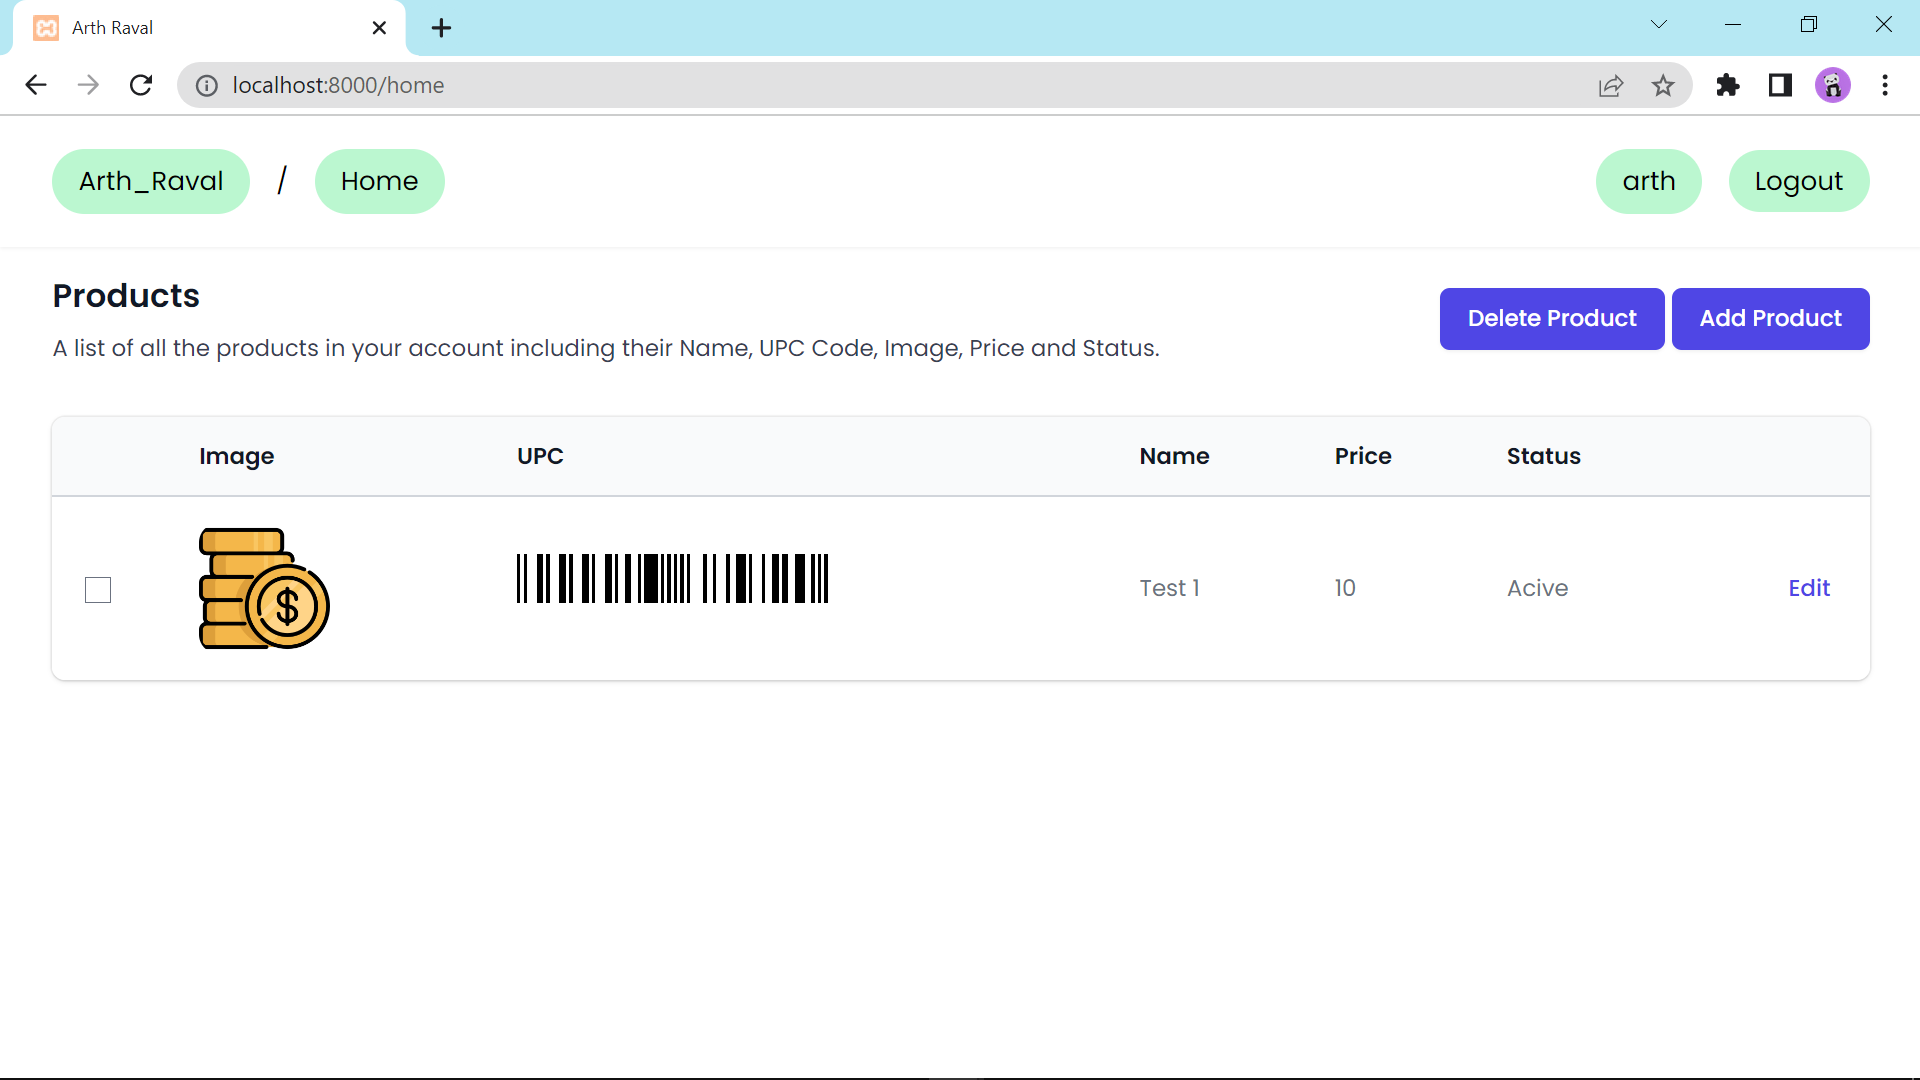 Arth Raval
localhost:8000/home
Arth_Raval / Home arth Logout
Products
Delete Product Add Product
A list of all the products in your account including their Name, UPC Code, Image, Price and Status.
Image UPC Name Price Status
$ Test 1 10 Acive Edit